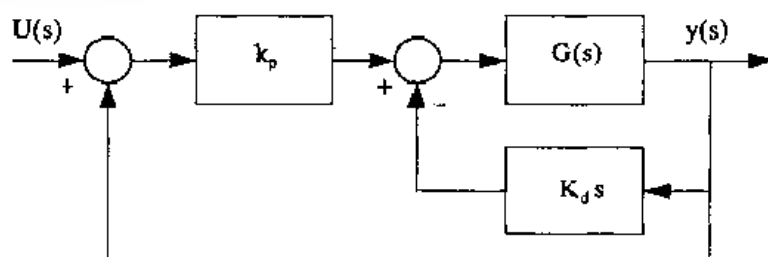 U(s)
+
k_p
+
-
G(s)
y(s)
K_d s